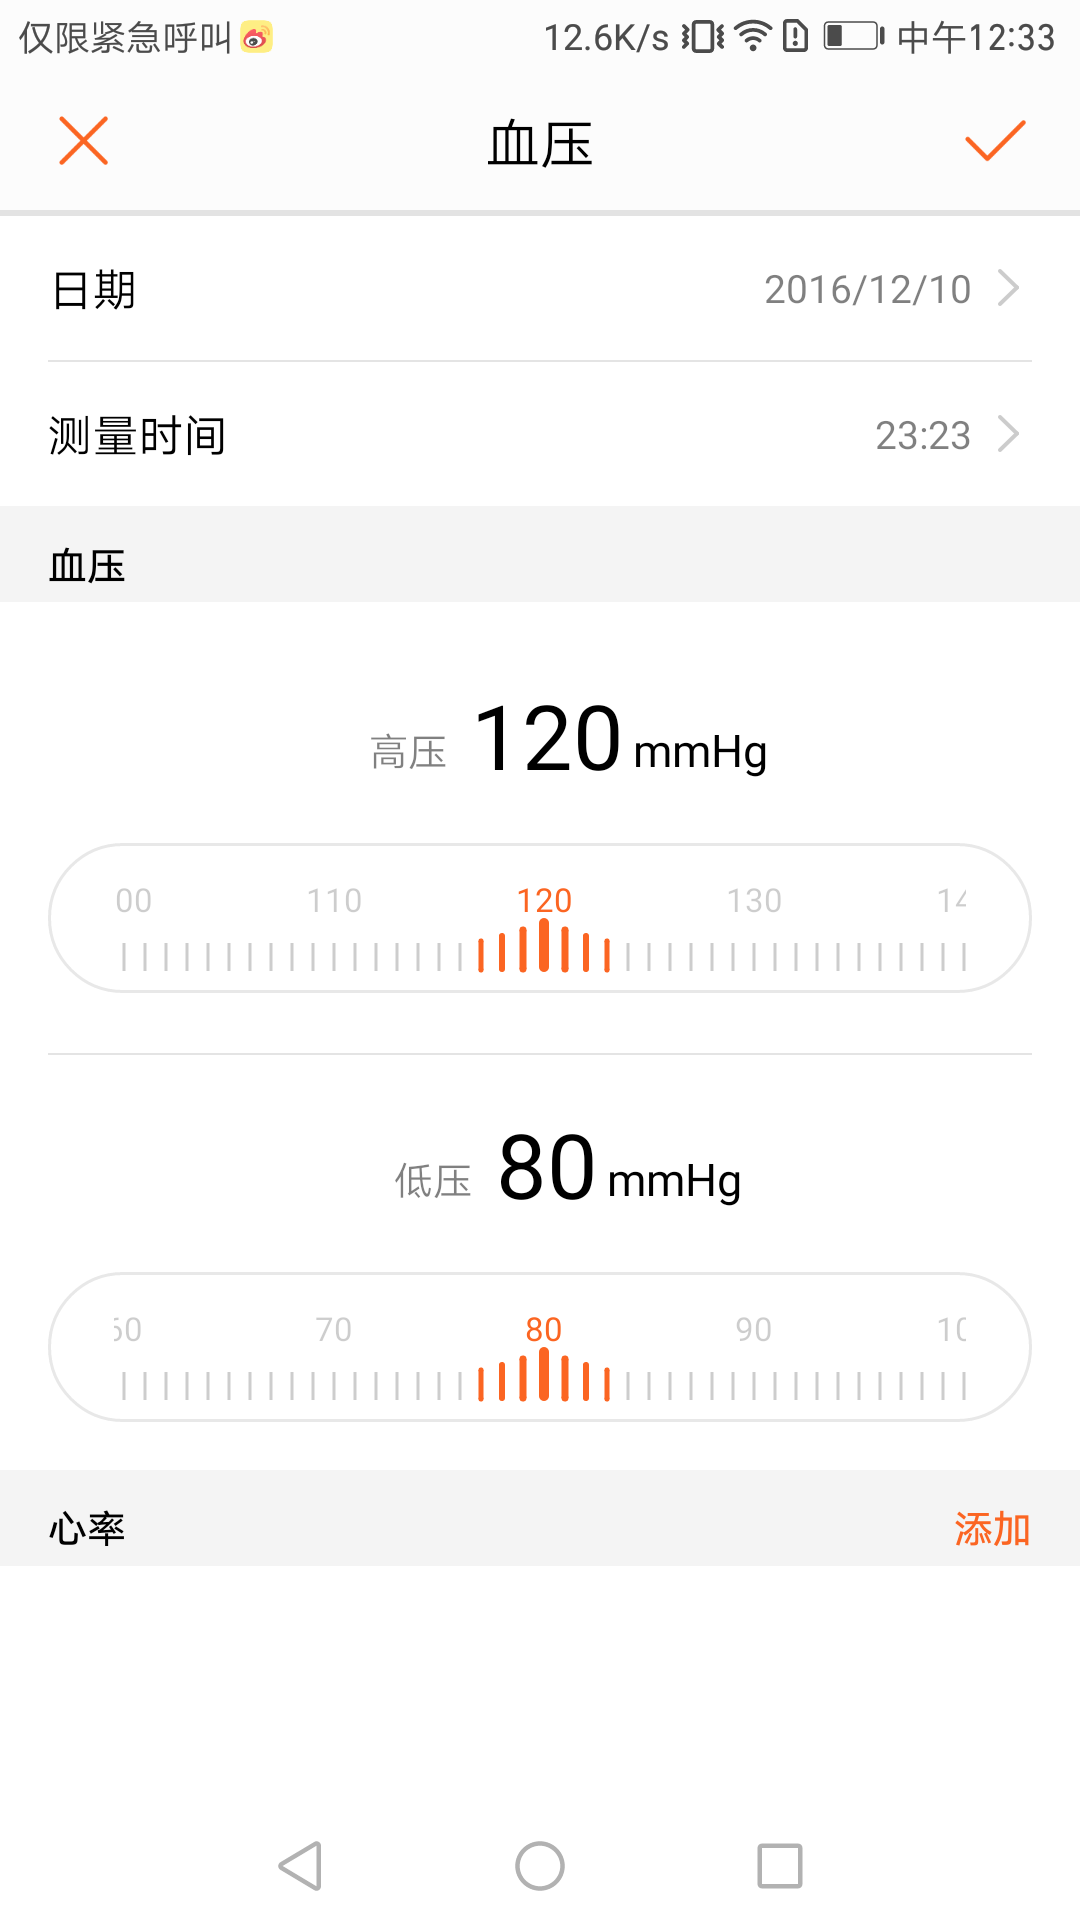 仅限紧急呼叫 12.6K/s 中午12:33
血压
日期 2016/12/10
测量时间 23:23
血压
高压 120 mmHg
00 110 120 130 14
低压 80 mmHg
60 70 80 90 10
心率 添加